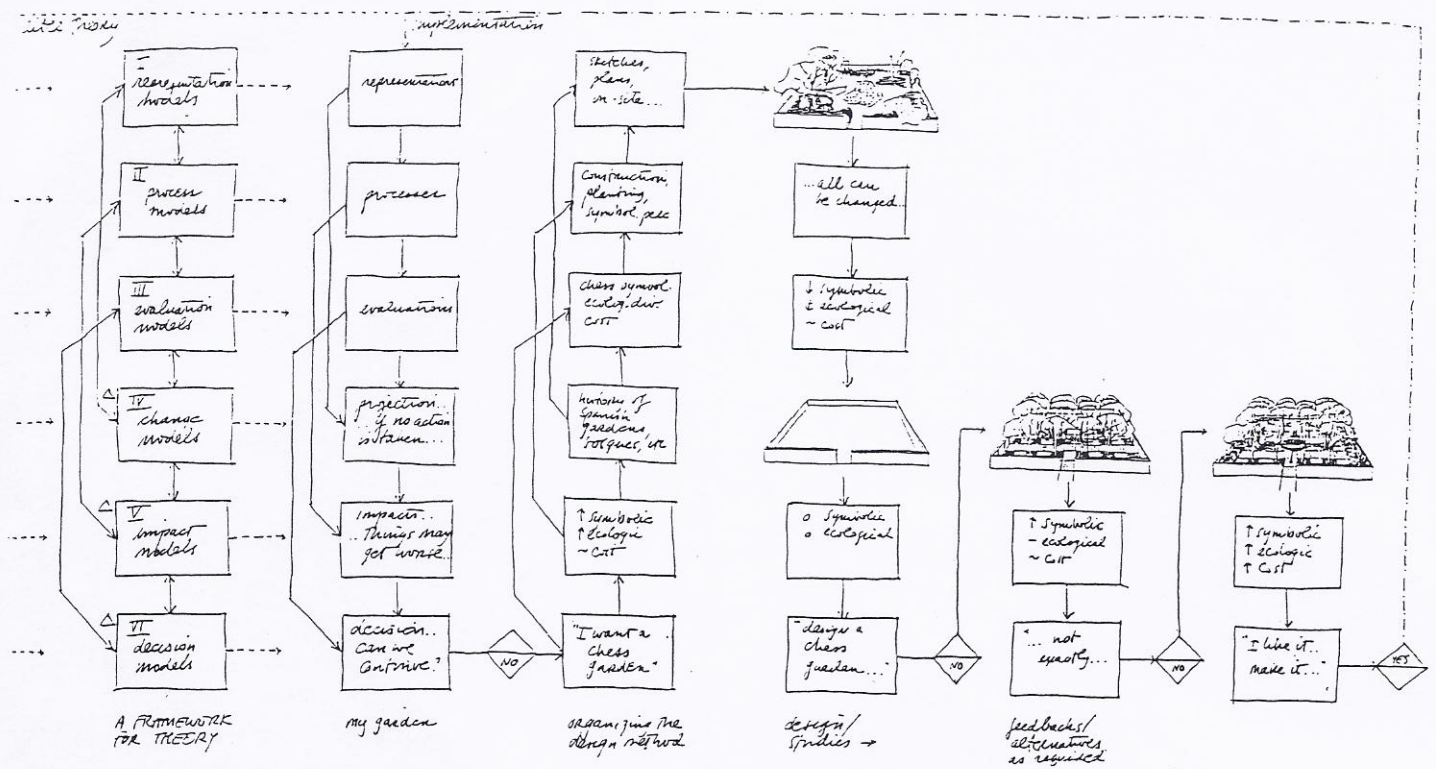 implementation
I
representation
models
II
process
models
III
evaluation
models
IV
change
models
V
impact
models
VI
decision
models
A FRAMEWORK
FOR THEORY
representations
processes
evaluations
projection..
if no action
is taken...
impacts..
..Things may
get worse..
decision..
can we
continue?
my garden
NO
sketches,
plans,
on-site...
construction,
planting,
symbol.
chess symbol.
ecolog. div.
cost
histories of
Spanish
gardens,
etc
↑ symbolic
↑ ecologic
~ cost
"I want a
chess
garden"
organizing the
design method
...all can
be changed..
↓ symbolic
± ecological
~ cost
o symbolic
o ecological
"design a
chess
garden..."
design/
studies →
NO
↑ symbolic
– ecological
~ cost
"... not
exactly...
feedbacks/
alternatives
as required
NO
↑ symbolic
↑ ecologic
↑ cost
"I like it..
make it..."
YES